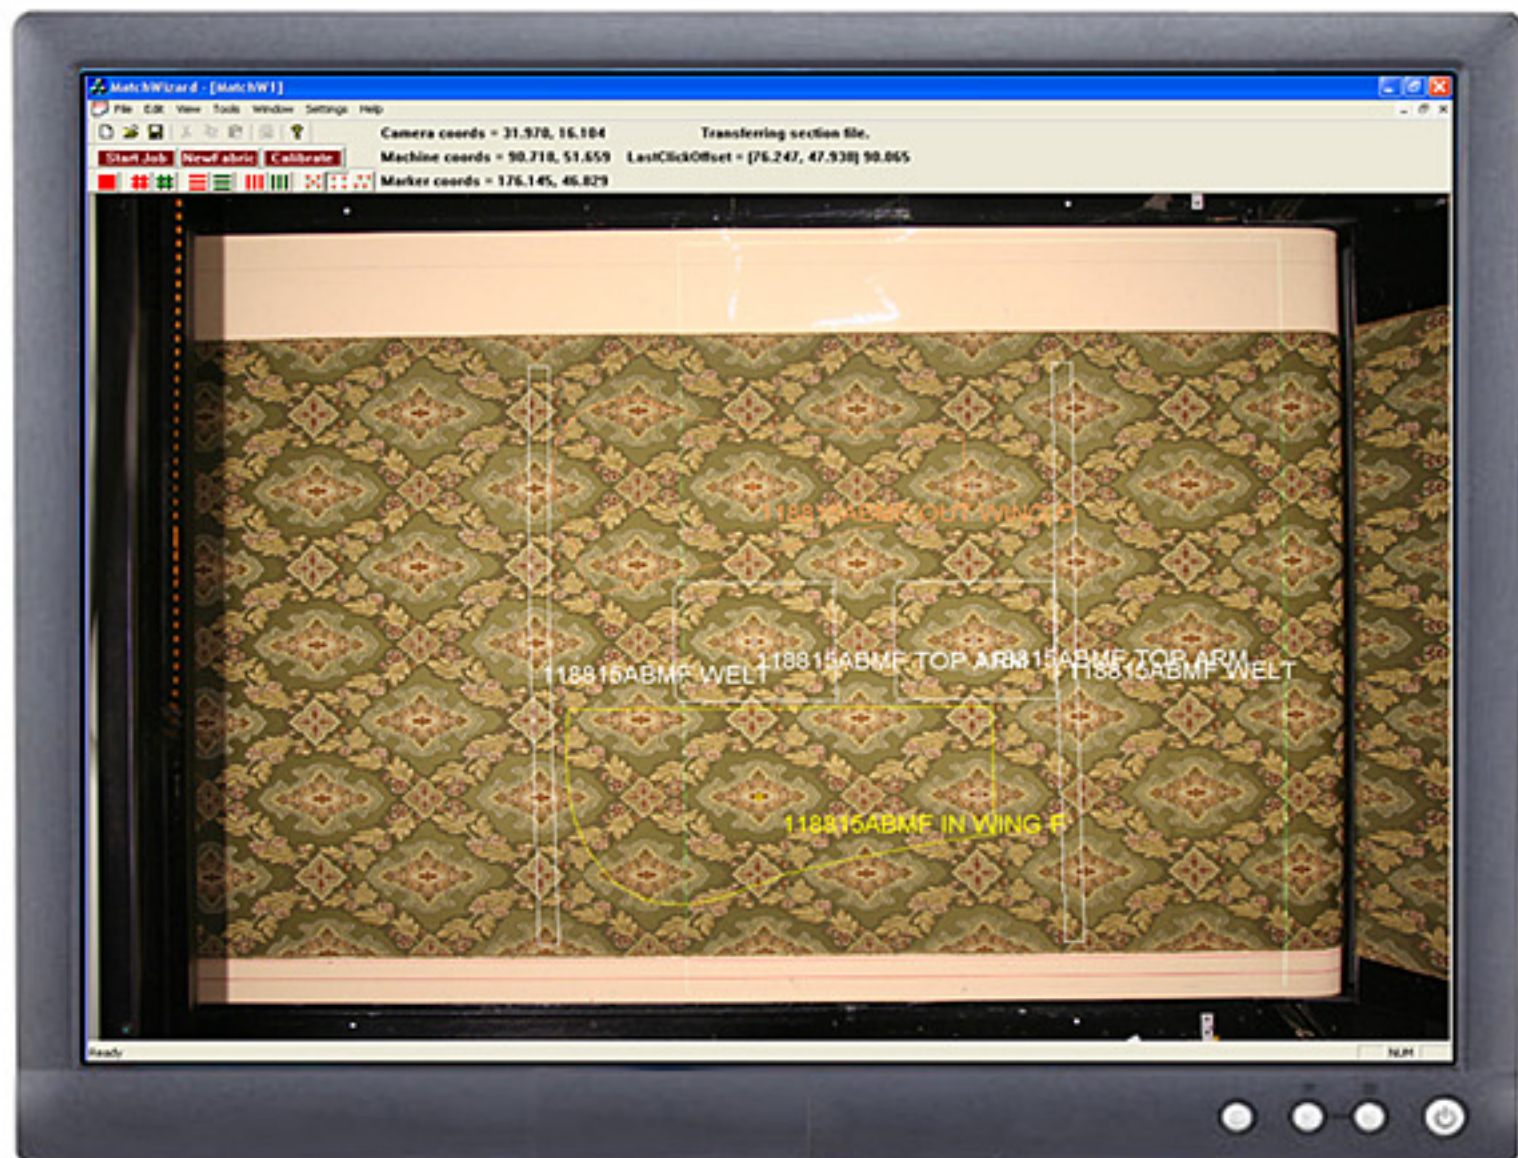 MatchWizard - [MatchW1]
File Edit View Tools Window Settings Help
Camera coords = 31.970, 16.104 Transferring section file.
Start Job NewFabric Calibrate Machine coords = 90.718, 51.659 LastClickOffset = (76.247, 47.938) 90.065
Marker coords = 176.145, 46.829
118815ABMF OUT WING
118815ABMF WELT 118815ABMF TOP ARM 118815ABMF TOP ARM 118815ABMF WELT
118815ABMF IN WING F
Ready NUM